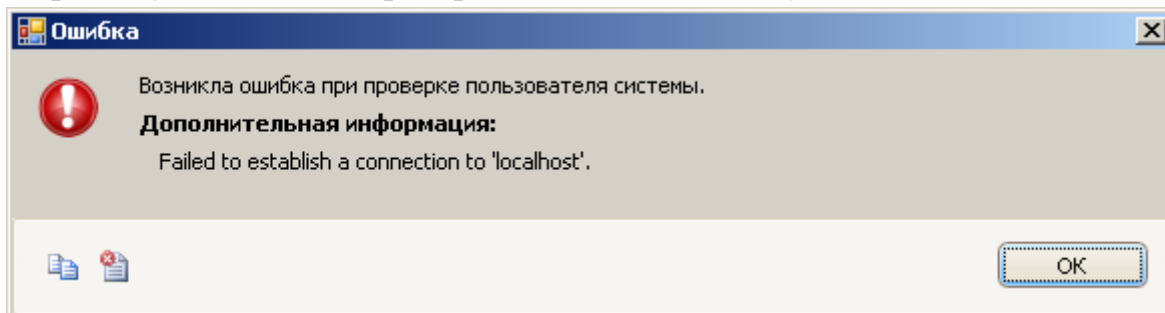 Ошибка
Возникла ошибка при проверке пользователя системы.
Дополнительная информация:
Failed to establish a connection to 'localhost'.
OK